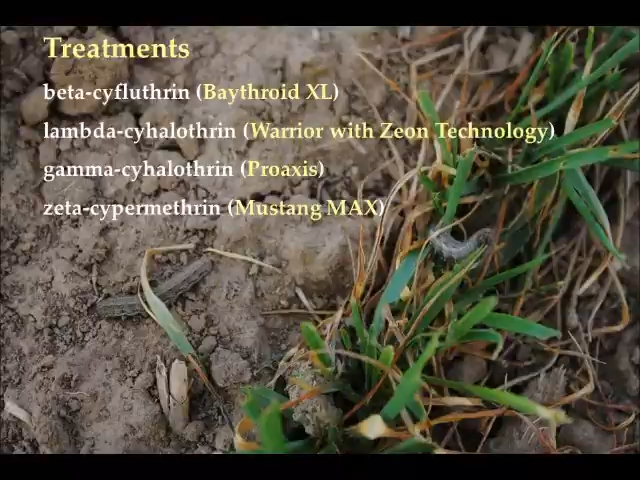 Treatments
beta-cyfluthrin (Baythroid XL)
lambda-cyhalothrin (Warrior with Zeon Technology)
gamma-cyhalothrin (Proaxis)
zeta-cypermethrin (Mustang MAX)